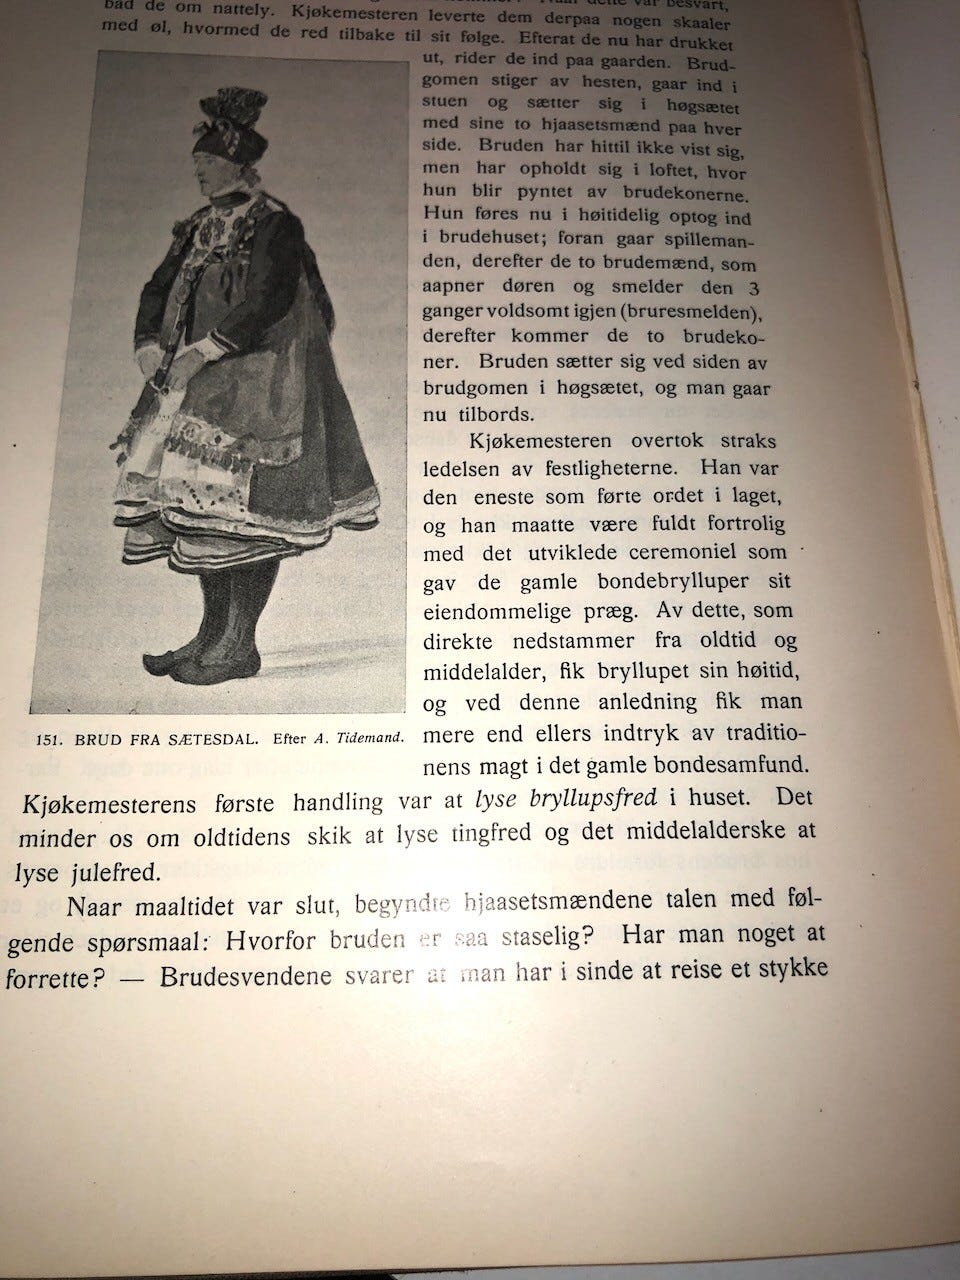 bad de om nattely. Kjøkemesteren leverte dem derpaa nogen skaaler
med øl, hvormed de red tilbake til sit følge. Efterat de nu har drukket
ut, rider de ind paa gaarden. Brud-
gomen stiger av hesten, gaar ind i
stuen og sætter sig i høgsætet
med sine to hjaasetsmænd paa hver
side. Bruden har hittil ikke vist sig,
men har opholdt sig i loftet, hvor
hun blir pyntet av brudekonerne.
Hun føres nu i høitidelig optog ind
i brudehuset; foran gaar spilleman-
den, derefter de to brudemænd, som
aapner døren og smelder den 3
ganger voldsomt igjen (bruresmelden),
derefter kommer de to brudeko-
ner. Bruden sætter sig ved siden av
brudgomen i høgsætet, og man gaar
nu tilbords.
Kjøkemesteren overtok straks
ledelsen av festligheterne. Han var
den eneste som førte ordet i laget,
og han maatte være fuldt fortrolig
med det utviklede ceremoniel som
gav de gamle bondebrylluper sit
eiendommelige præg. Av dette, som
direkte nedstammer fra oldtid og
middelalder, fik bryllupet sin høitid,
og ved denne anledning fik man
mere end ellers indtryk av traditio-
nens magt i det gamle bondesamfund.
151. BRUD FRA SÆTESDAL. Efter A. Tidemand.
Kjøkemesterens første handling var at lyse bryllupsfred i huset. Det
minder os om oldtidens skik at lyse tingfred og det middelalderske at
lyse julefred.
Naar maaltidet var slut, begyndte hjaasetsmændene talen med føl-
gende spørsmaal: Hvorfor bruden er saa staselig? Har man noget at
forrette? — Brudesvendene svarer at man har i sinde at reise et stykke